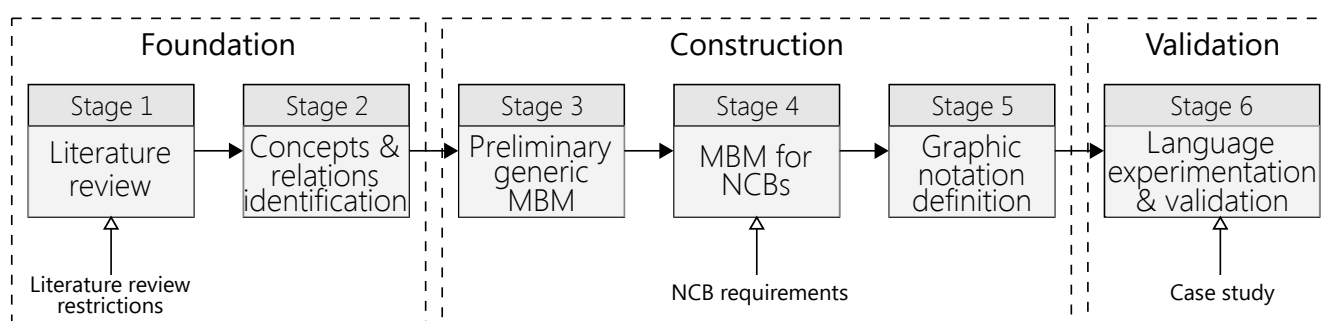 Foundation
Construction
Validation
Stage 1
Literature
review
Stage 2
Concepts &
relations
identification
Stage 3
Preliminary
generic
MBM
Stage 4
MBM for
NCBs
Stage 5
Graphic
notation
definition
Stage 6
Language
experimentation
& validation
Literature review
restrictions
NCB requirements
Case study